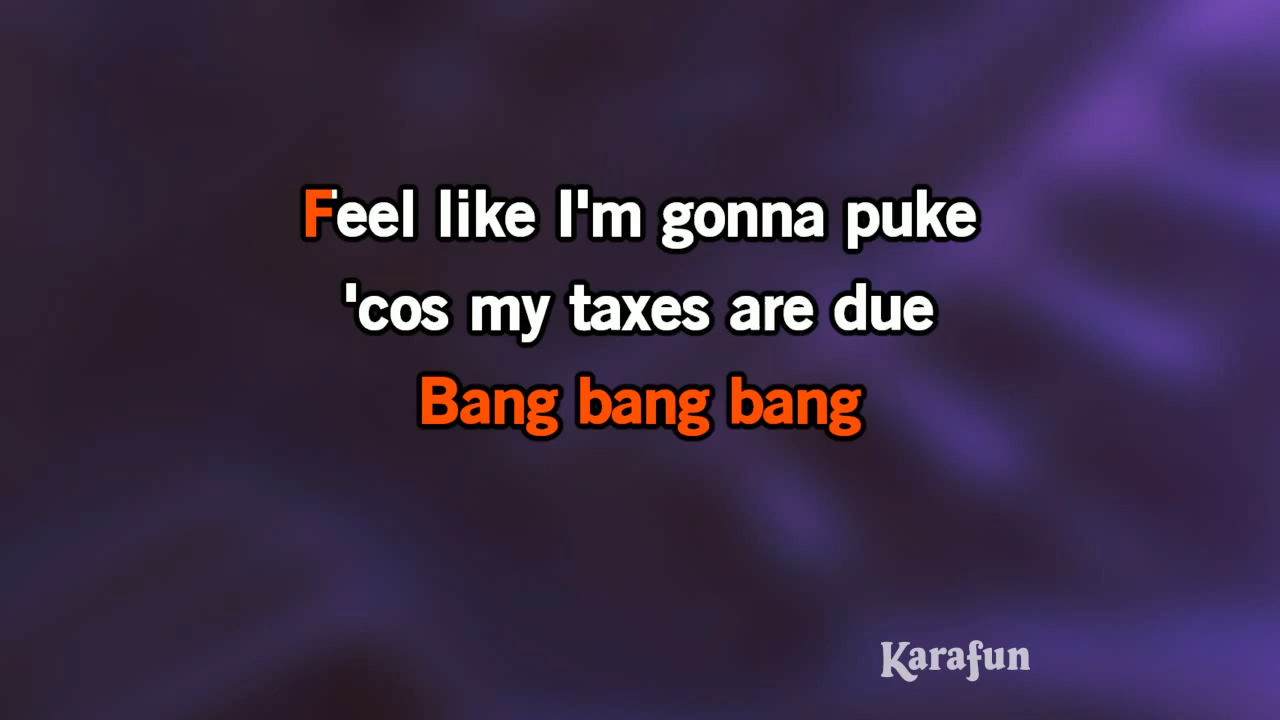 Feel like I'm gonna puke
'cos my taxes are due
Bang bang bang
Karafun